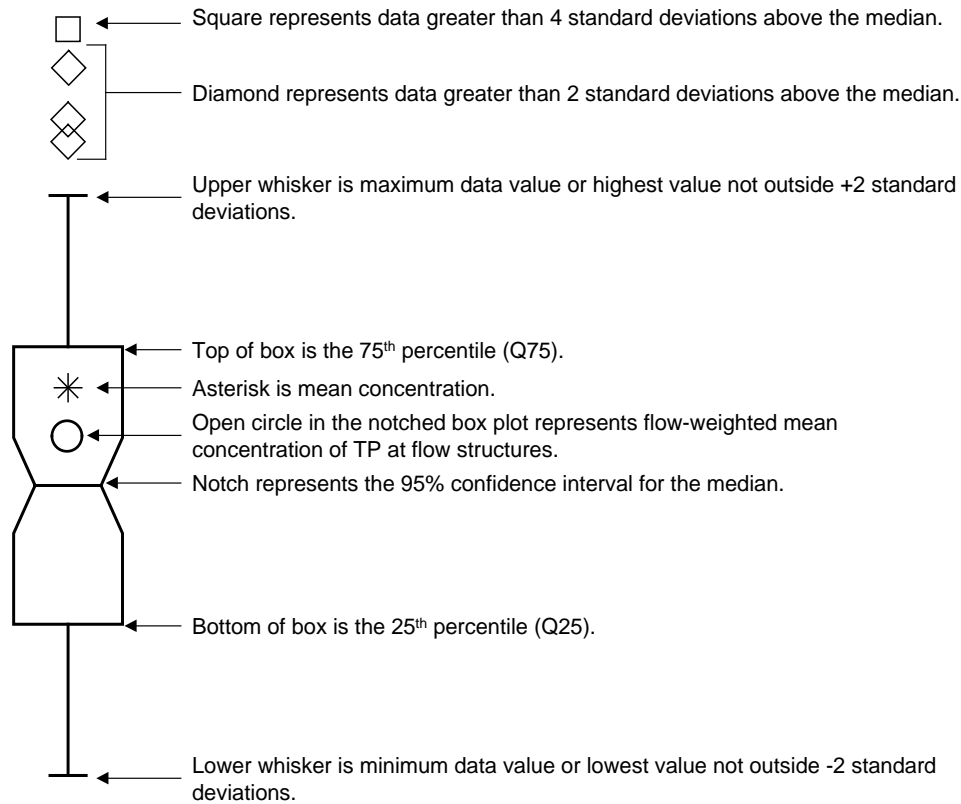 Square represents data greater than 4 standard deviations above the median.
Diamond represents data greater than 2 standard deviations above the median.
Upper whisker is maximum data value or highest value not outside +2 standard
deviations.
Top of box is the 75th percentile (Q75).
Asterisk is mean concentration.
Open circle in the notched box plot represents flow-weighted mean
concentration of TP at flow structures.
Notch represents the 95% confidence interval for the median.
Bottom of box is the 25th percentile (Q25).
Lower whisker is minimum data value or lowest value not outside -2 standard
deviations.